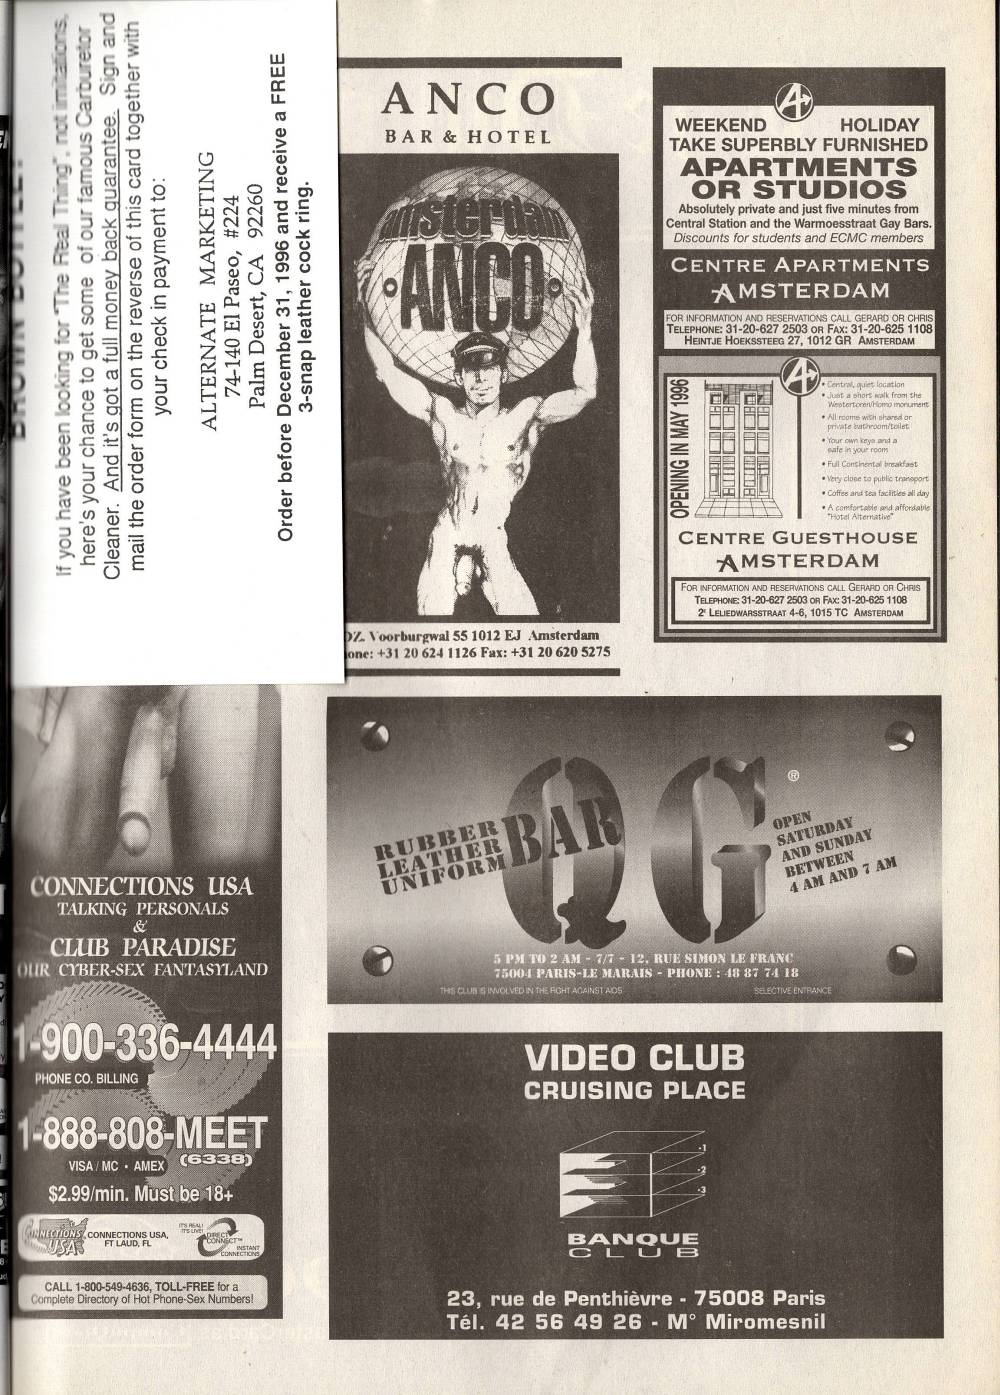 If you have been looking for "The Real Thing", not imitations,
here's your chance to get some of our famous Carburetor
Cleaner. And it's got a full money back guarantee. Sign and
mail the order form on the reverse of this card together with
your check in payment to:
ALTERNATE MARKETING
74-140 El Paseo, #224
Palm Desert, CA 92260
Order before December 31, 1996 and receive a FREE
3-snap leather cock ring.
ANCO
BAR & HOTEL
amsterdam
ANCO
OZ. Voorburgwal 55 1012 EJ Amsterdam
one: +31 20 624 1126 Fax: +31 20 620 5275
WEEKEND HOLIDAY
TAKE SUPERBLY FURNISHED
APARTMENTS
OR STUDIOS
Absolutely private and just five minutes from
Central Station and the Warmoesstraat Gay Bars.
Discounts for students and ECMC members
CENTRE APARTMENTS
AMSTERDAM
FOR INFORMATION AND RESERVATIONS CALL GERARD OR CHRIS
TELEPHONE: 31-20-627 2503 OR FAX: 31-20-625 1108
HEINTJE HOEKSSTEEG 27, 1012 GR AMSTERDAM
OPENING IN MAY 1996
• Central, quiet location
• Just a short walk from the
Westertoren/Homo monument
• All rooms with shared or
private bathroom/toilet
• Your own keys and a
safe in your room
• Full Continental breakfast
• Very close to public transport
• Coffee and tea facilities all day
• A comfortable and affordable
"Hotel Alternative"
CENTRE GUESTHOUSE
AMSTERDAM
FOR INFORMATION AND RESERVATIONS CALL GERARD OR CHRIS
TELEPHONE: 31-20-627 2503 OR FAX: 31-20-625 1108
2e LELIEDWARSSTRAAT 4-6, 1015 TC AMSTERDAM
CONNECTIONS USA
TALKING PERSONALS
&
CLUB PARADISE
OUR CYBER-SEX FANTASYLAND
1-900-336-4444
PHONE CO. BILLING
1-888-808-MEET
(6338)
VISA / MC • AMEX
$2.99/min. Must be 18+
CONNECTIONS
USA
CONNECTIONS USA,
FT LAUD, FL
IT'S REAL!
IT'S LIVE!
DIRECT
CONNECT™
INSTANT
CONNECTIONS
CALL 1-800-549-4636, TOLL-FREE for a
Complete Directory of Hot Phone-Sex Numbers!
RUBBER
LEATHER
UNIFORM
BAR
QG
®
OPEN
SATURDAY
AND SUNDAY
BETWEEN
4 AM AND 7 AM
5 PM TO 2 AM - 7/7 - 12, RUE SIMON LE FRANC
75004 PARIS-LE MARAIS - PHONE : 48 87 74 18
THIS CLUB IS INVOLVED IN THE FIGHT AGAINST AIDS
SELECTIVE ENTRANCE
VIDEO CLUB
CRUISING PLACE
-1
-2
-3
BANQUE
CLUB
23, rue de Penthièvre - 75008 Paris
Tél. 42 56 49 26 - M° Miromesnil